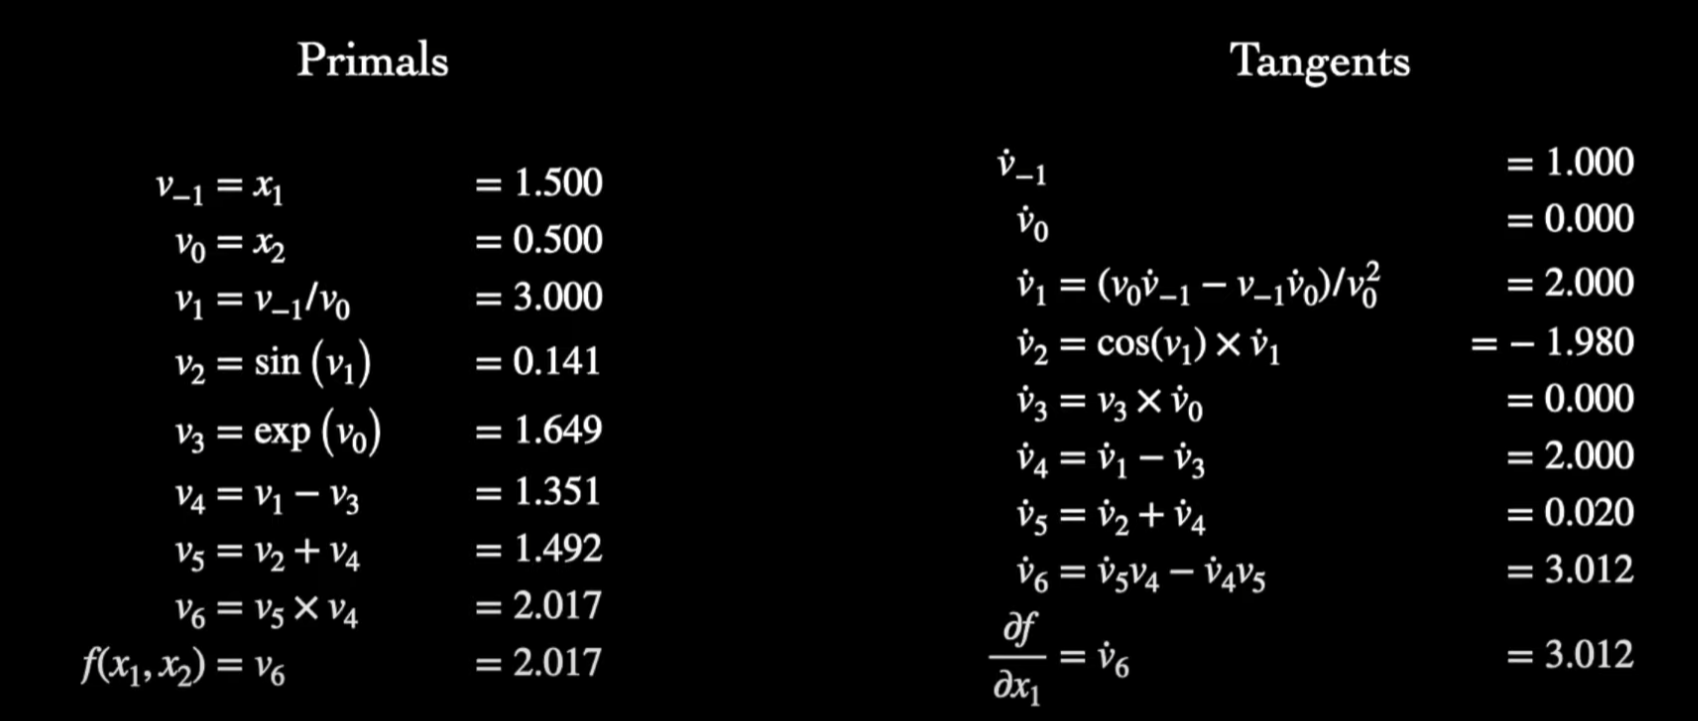 Primals
v₋₁ = x₁ = 1.500
v₀ = x₂ = 0.500
v₁ = v₋₁/v₀ = 3.000
v₂ = sin (v₁) = 0.141
v₃ = exp (v₀) = 1.649
v₄ = v₁ − v₃ = 1.351
v₅ = v₂ + v₄ = 1.492
v₆ = v₅ × v₄ = 2.017
f(x₁, x₂) = v₆ = 2.017
Tangents
v̇₋₁ = 1.000
v̇₀ = 0.000
v̇₁ = (v₀v̇₋₁ − v₋₁v̇₀)/v₀² = 2.000
v̇₂ = cos(v₁) × v̇₁ = − 1.980
v̇₃ = v₃ × v̇₀ = 0.000
v̇₄ = v̇₁ − v̇₃ = 2.000
v̇₅ = v̇₂ + v̇₄ = 0.020
v̇₆ = v̇₅v₄ − v̇₄v₅ = 3.012
∂f/∂x₁ = v̇₆ = 3.012